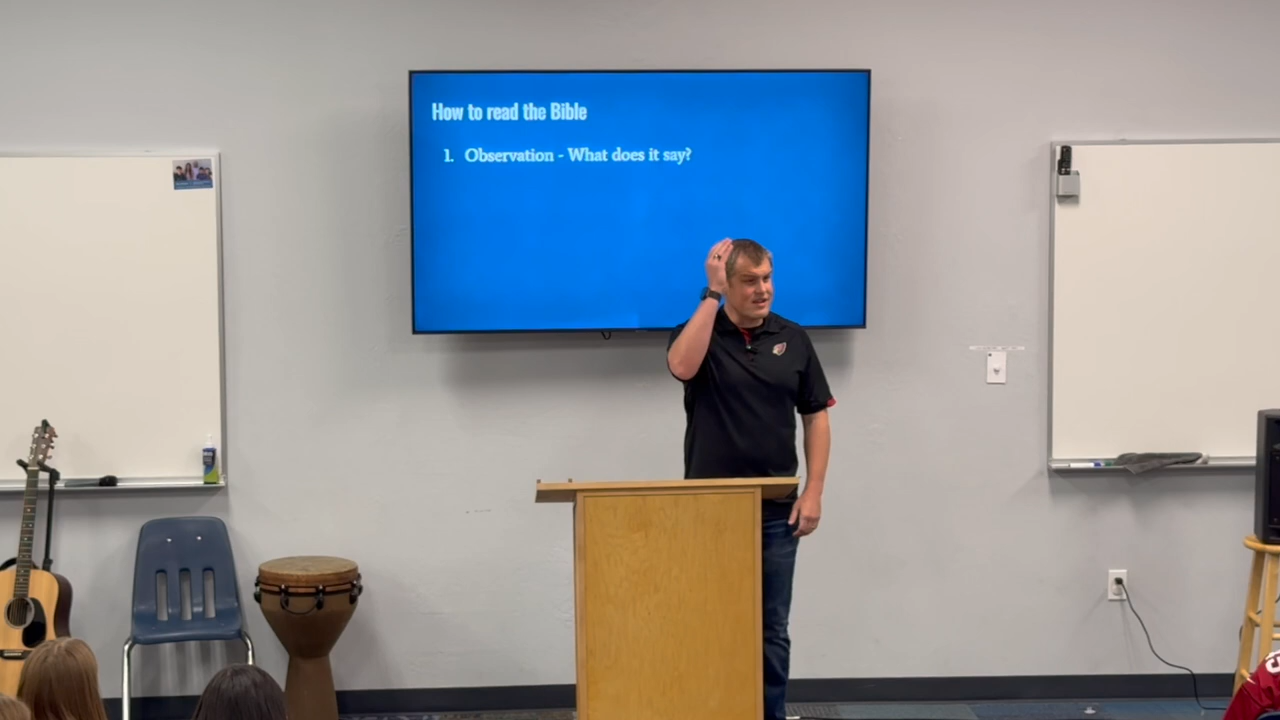 How to read the Bible
1. Observation - What does it say?